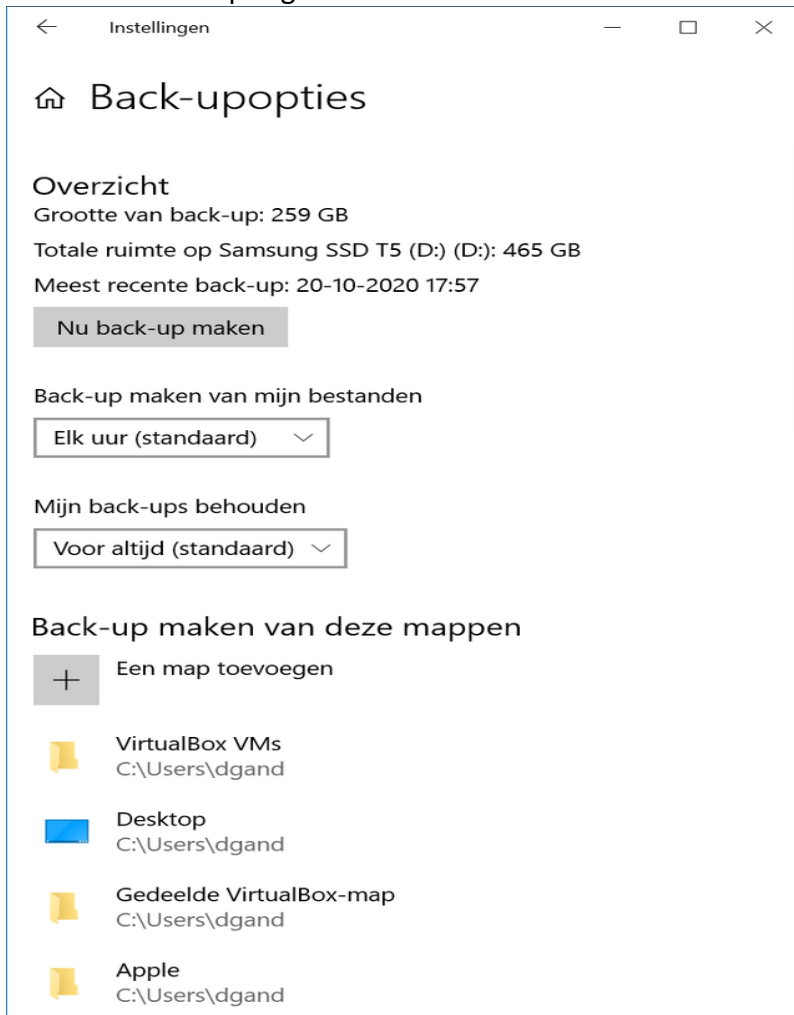 Instellingen
Back-upopties
Overzicht
Grootte van back-up: 259 GB
Totale ruimte op Samsung SSD T5 (D:) (D:): 465 GB
Meest recente back-up: 20-10-2020 17:57
Nu back-up maken
Back-up maken van mijn bestanden
Elk uur (standaard)
Mijn back-ups behouden
Voor altijd (standaard)
Back-up maken van deze mappen
Een map toevoegen
VirtualBox VMs
C:\Users\dgand
Desktop
C:\Users\dgand
Gedeelde VirtualBox-map
C:\Users\dgand
Apple
C:\Users\dgand